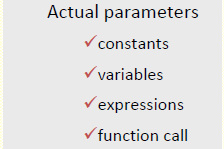 Actual parameters
✓constants
✓variables
✓expressions
✓function call